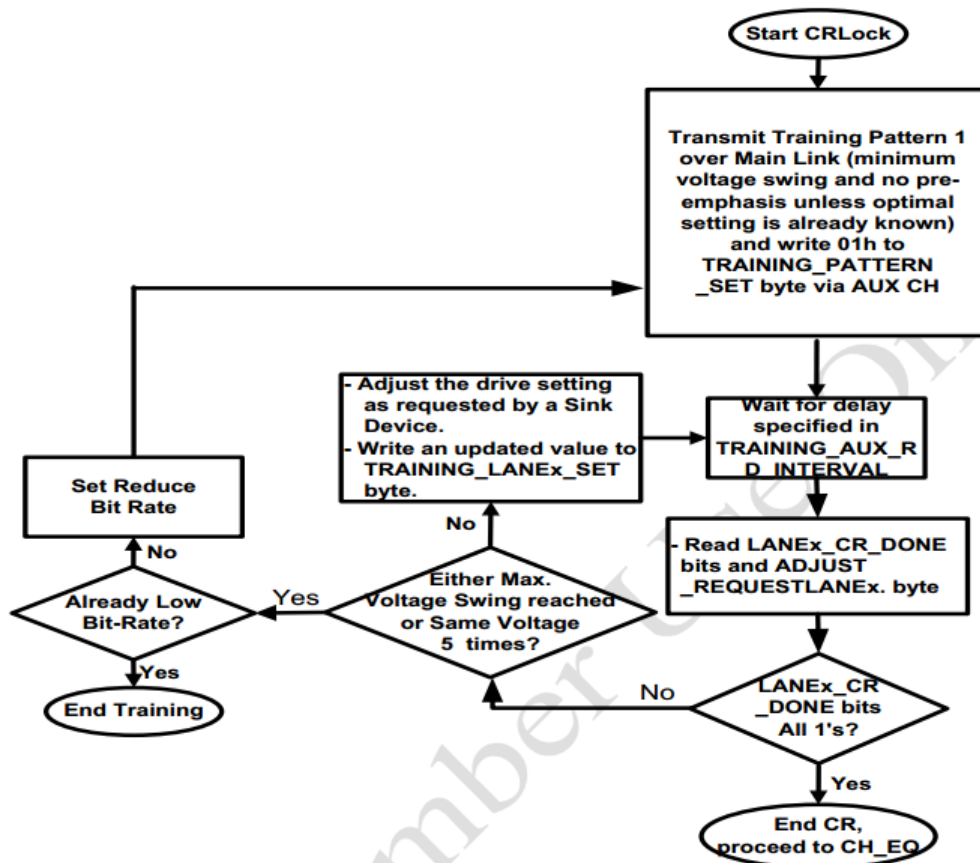 Start CRLock
Transmit Training Pattern 1
over Main Link (minimum
voltage swing and no pre-
emphasis unless optimal
setting is already known)
and write 01h to
TRAINING_PATTERN
_SET byte via AUX CH
- Adjust the drive setting
as requested by a Sink
Device.
- Write an updated value to
TRAINING_LANEx_SET
byte.
Wait for delay
specified in
TRAINING_AUX_R
D_INTERVAL
Set Reduce
Bit Rate
No
No
- Read LANEx_CR_DONE
bits and ADJUST
_REQUESTLANEx. byte
Already Low
Bit-Rate?
Yes
Either Max.
Voltage Swing reached
or Same Voltage
5 times?
Yes
End Training
No
LANEx_CR
_DONE bits
All 1's?
Yes
End CR,
proceed to CH_EQ
mber U